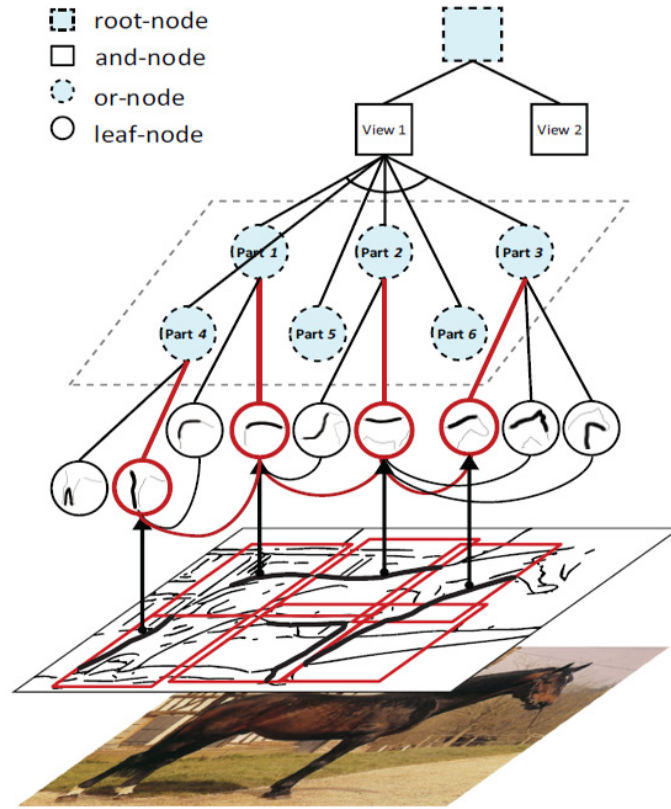 root-node
and-node
or-node
leaf-node
View 1
View 2
Part 1
Part 2
Part 3
Part 4
Part 5
Part 6